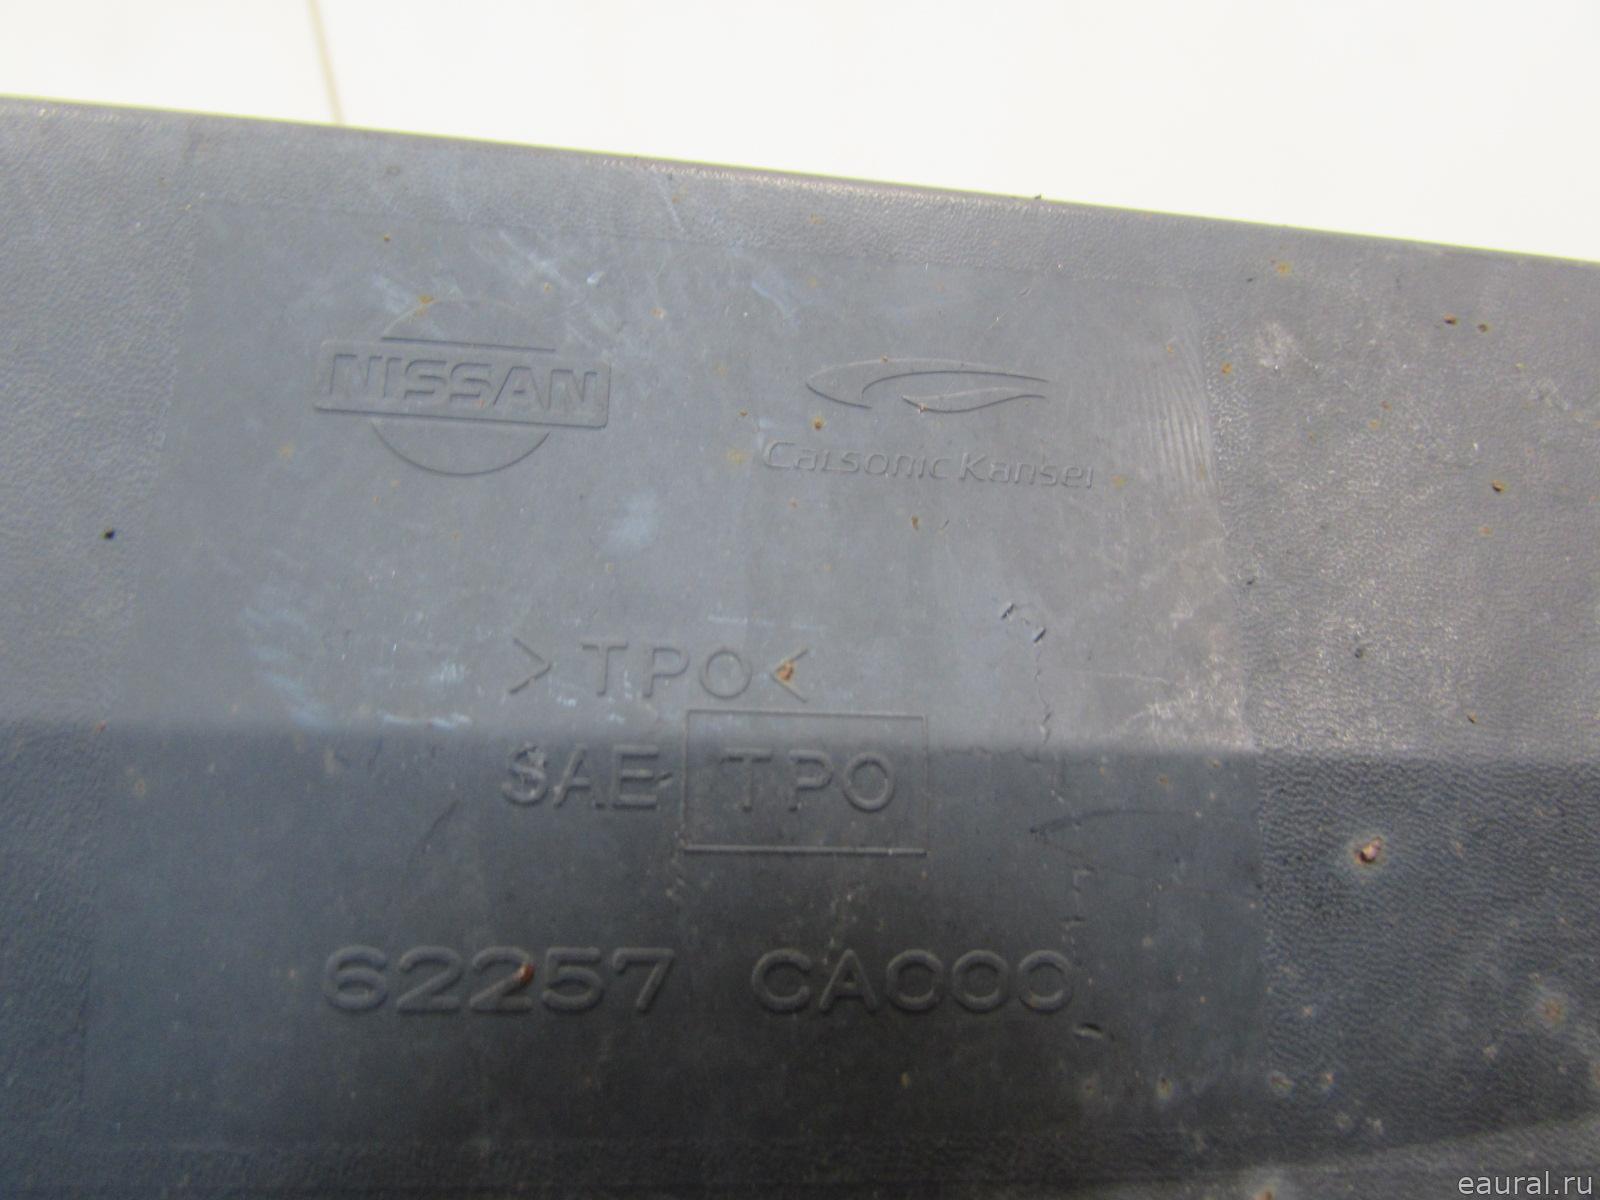 NISSAN
Calsonic Kansei
>TPO<
SAE TPO
62257 CA000
eaural.ru